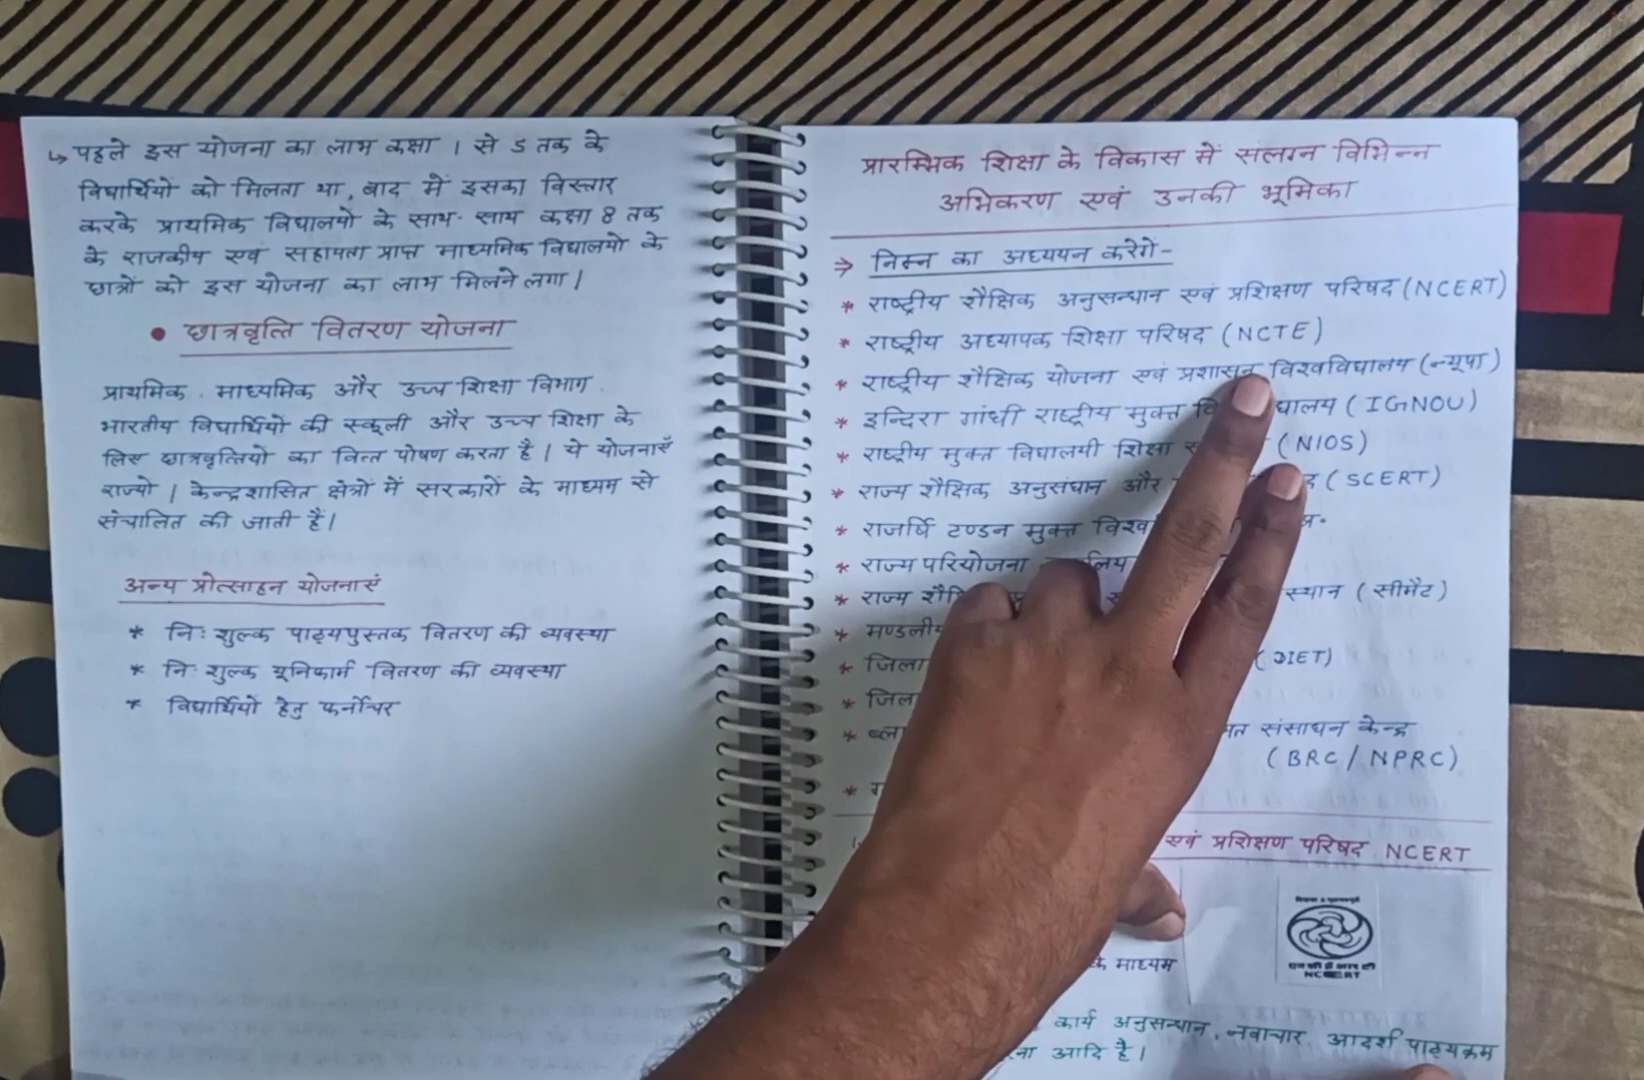 ↳ पहले इस योजना का लाभ कक्षा 1 से 5 तक के
विद्यार्थियों को मिलता था, बाद में इसका विस्तार
करके प्राथमिक विद्यालयो के साथ-साथ कक्षा 8 तक
के राजकीय एवं सहायता प्राप्त माध्यमिक विद्यालयो के
छात्रों को इस योजना का लाभ मिलने लगा।
• छात्रवृत्ति वितरण योजना
प्राथमिक, माध्यमिक और उच्च शिक्षा विभाग
भारतीय विद्यार्थियों की स्कूली और उच्च शिक्षा के
लिए छात्रवृत्तियों का वित्त पोषण करता है। ये योजनाएँ
राज्यो / केन्द्रशासित क्षेत्रों में सरकारों के माध्यम से
संचालित की जाती हैं।
अन्य प्रोत्साहन योजनाएं
* निः शुल्क पाठ्यपुस्तक वितरण की व्यवस्था
* निः शुल्क यूनिफार्म वितरण की व्यवस्था
* विद्यार्थियों हेतु फर्नीचर
प्रारम्भिक शिक्षा के विकास में संलग्न विभिन्न
अभिकरण एवं उनकी भूमिका
⇒ निम्न का अध्ययन करेगें-
* राष्ट्रीय शैक्षिक अनुसन्धान एवं प्रशिक्षण परिषद (NCERT)
* राष्ट्रीय अध्यापक शिक्षा परिषद (NCTE)
* राष्ट्रीय शैक्षिक योजना एवं प्रशासन विश्वविद्यालय (न्यूपा)
* इन्दिरा गांधी राष्ट्रीय मुक्त (IGNOU)
* राष्ट्रीय मुक्त विद्यालयी शिक्षा (NIOS)
* राज्य शैक्षिक अनुसंधान और (SCERT)
* राजर्षि टण्डन मुक्त
* राज्य परियोजना
* राज्य (सीमैट)
* मण्डलीय
* जिला (DIET)
* जिला
* संसाधन केन्द्र
(BRC / NPRC)
*
एवं प्रशिक्षण परिषद NCERT
एन सी ई आर टी
NCERT
के माध्यम
कार्य अनुसन्धान, नवाचार, आदर्श पाठ्यक्रम
आदि है।